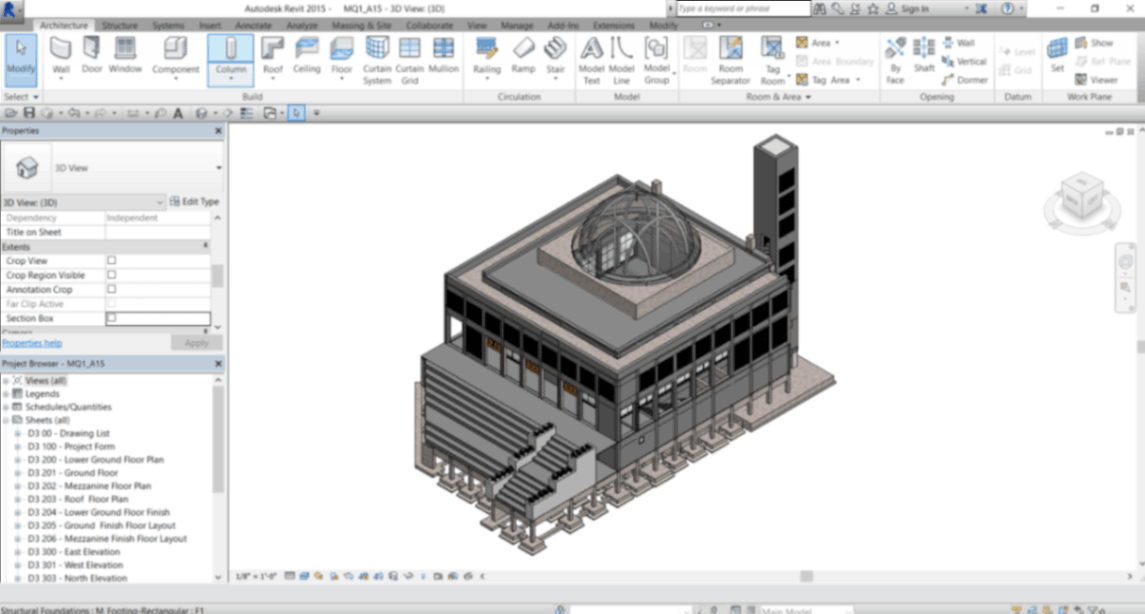 Autodesk Revit 2015 - MQ1_A15 - 3D View: {3D}
Type a keyword or phrase
Sign In
Architecture Structure Systems Insert Annotate Analyze Massing & Site Collaborate View Manage Add-Ins Extensions Modify
Modify Wall Door Window Component Column Roof Ceiling Floor Curtain System Curtain Grid Mullion Railing Ramp Stair Model Text Model Line Model Group Room Room Separator Tag Room
Area
Area Boundary
Tag Area
By Face Shaft
Wall
Vertical
Dormer
Level
Grid
Set
Show
Ref Plane
Viewer
Select Build Circulation Model Room & Area Opening Datum Work Plane
Properties
3D View
3D View: {3D} Edit Type
Dependency Independent
Title on Sheet
Extents
Crop View
Crop Region Visible
Annotation Crop
Far Clip Active
Section Box
Camera
Properties help Apply
Project Browser - MQ1_A15
Views (all)
Legends
Schedules/Quantities
Sheets (all)
D3 00 - Drawing List
D3 100 - Project Form
D3 200 - Lower Ground Floor Plan
D3 201 - Ground Floor
D3 202 - Mezzanine Floor Plan
D3 203 - Roof Floor Plan
D3 204 - Lower Ground Floor Finish
D3 205 - Ground Finish Floor Layout
D3 206 - Mezzanine Finish Floor Layout
D3 300 - East Elevation
D3 301 - West Elevation
D3 303 - North Elevation
1/8" = 1'-0"
Structural Foundations : M_Footing-Rectangular : F1
Main Model